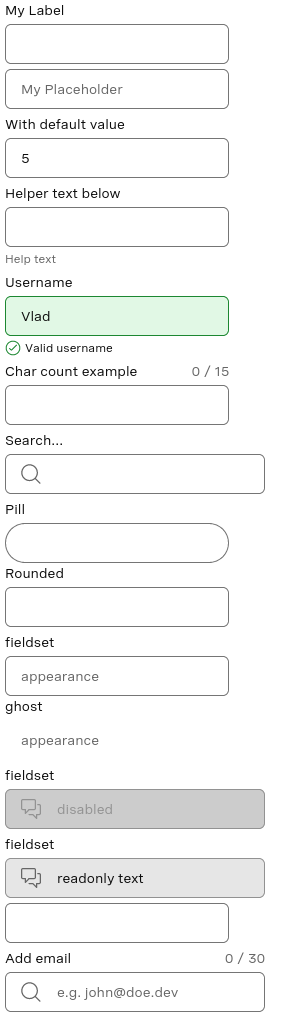 My Label
My Placeholder
With default value
5
Helper text below
Help text
Username
Vlad
Valid username
Char count example 0 / 15
Search...
Pill
Rounded
fieldset
appearance
ghost
appearance
fieldset
disabled
fieldset
readonly text
Add email 0 / 30
e.g. john@doe.dev